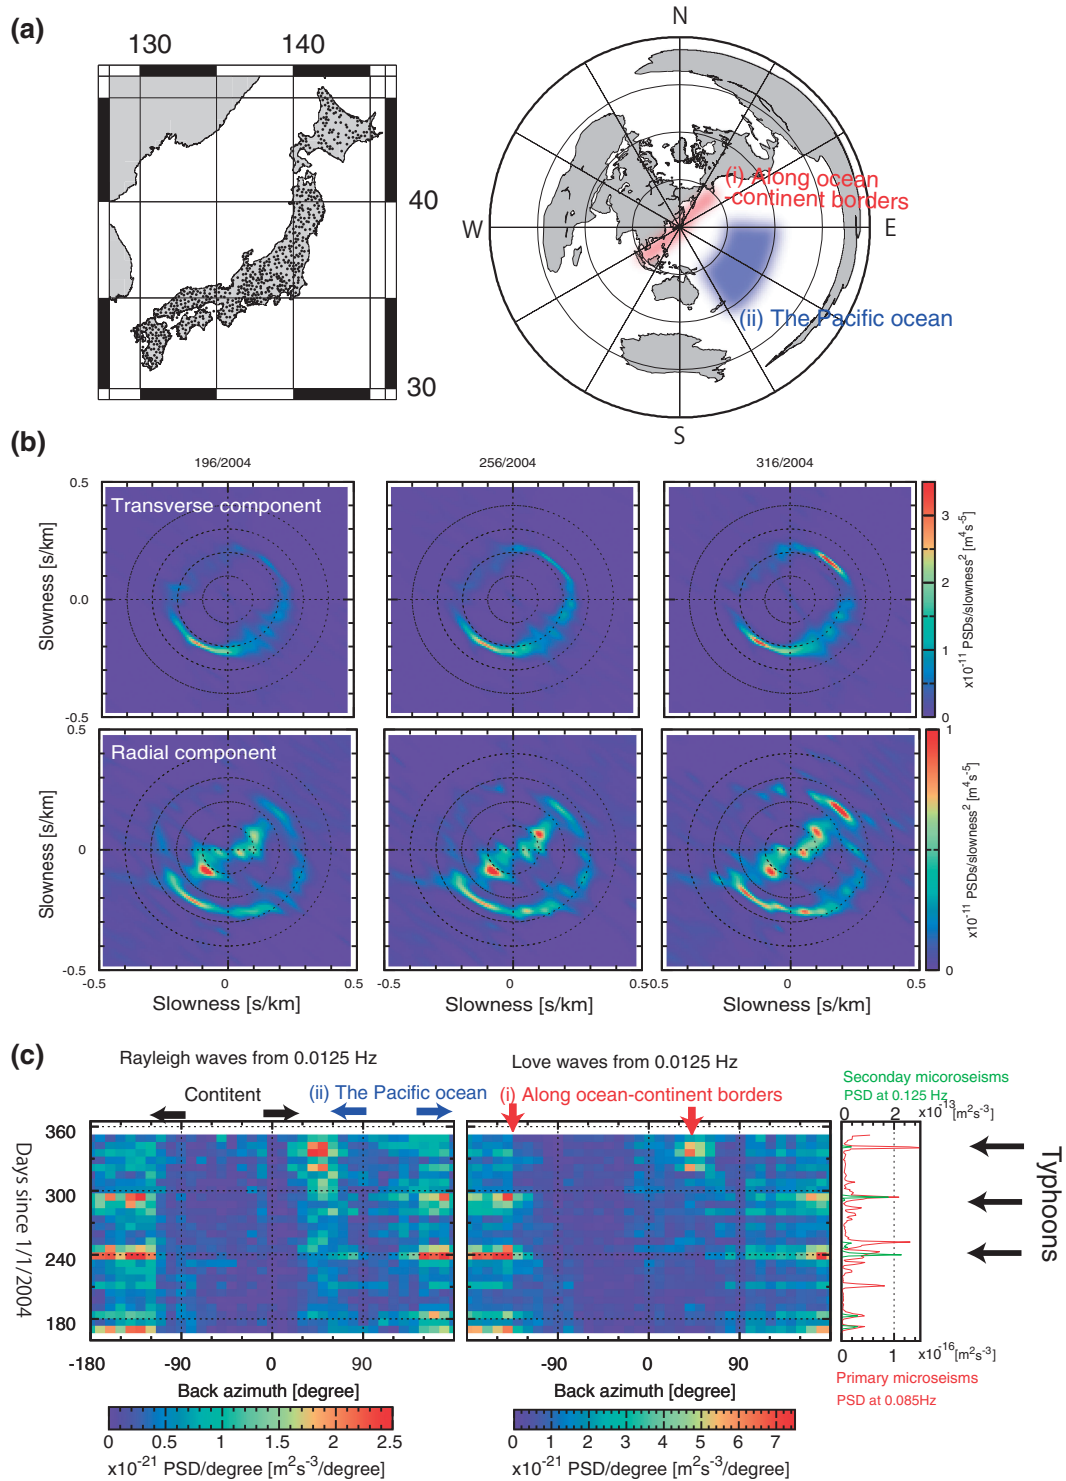 (a)
130 140
40
30
N
W
E
S
(i) Along ocean
-continent borders
(ii) The Pacific ocean
(b)
196/2004 256/2004 316/2004
Transverse component
Slowness [s/km]
0.5
0.0
-0.5
3
2
1
0
x10-11 PSDs/slowness2 [m4s-5]
Radial component
Slowness [s/km]
0.5
0
-0.5
1
0
x10-11 PSDs/slowness2 [m4s-5]
-0.5 0 0.5 0 0.5-0.5 0 0.5
Slowness [s/km] Slowness [s/km] Slowness [s/km]
(c)
Rayleigh waves from 0.0125 Hz
Love waves from 0.0125 Hz
Contitent
(ii) The Pacific ocean
(i) Along ocean-continent borders
Seconday micoroseisms
PSD at 0.125 Hz
0 2 x10-13[m2s-3]
Days since 1/1/2004
360
300
240
180
Typhoons
-180 -90 0 90
-90 0 90
Back azimuth [degree] Back azimuth [degree]
0 1 x10-16[m2s-3]
Primary microseisms
PSD at 0.085Hz
0 0.5 1 1.5 2 2.5
x10-21 PSD/degree [m2s-3/degree]
0 1 2 3 4 5 6 7
x10-21 PSD/degree [m2s-3/degree]